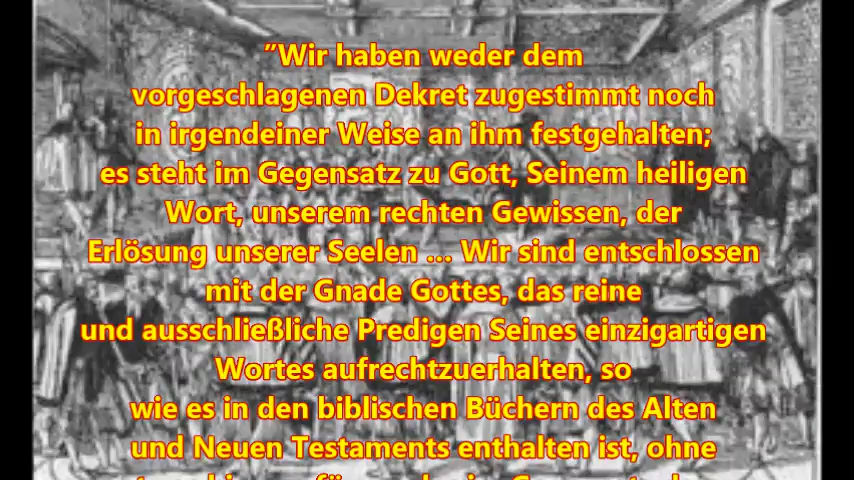 ”Wir haben weder dem
vorgeschlagenen Dekret zugestimmt noch
in irgendeiner Weise an ihm festgehalten;
es steht im Gegensatz zu Gott, Seinem heiligen
Wort, unserem rechten Gewissen, der
Erlösung unserer Seelen ... Wir sind entschlossen
mit der Gnade Gottes, das reine
und ausschließliche Predigen Seines einzigartigen
Wortes aufrechtzuerhalten, so
wie es in den biblischen Büchern des Alten
und Neuen Testaments enthalten ist, ohne